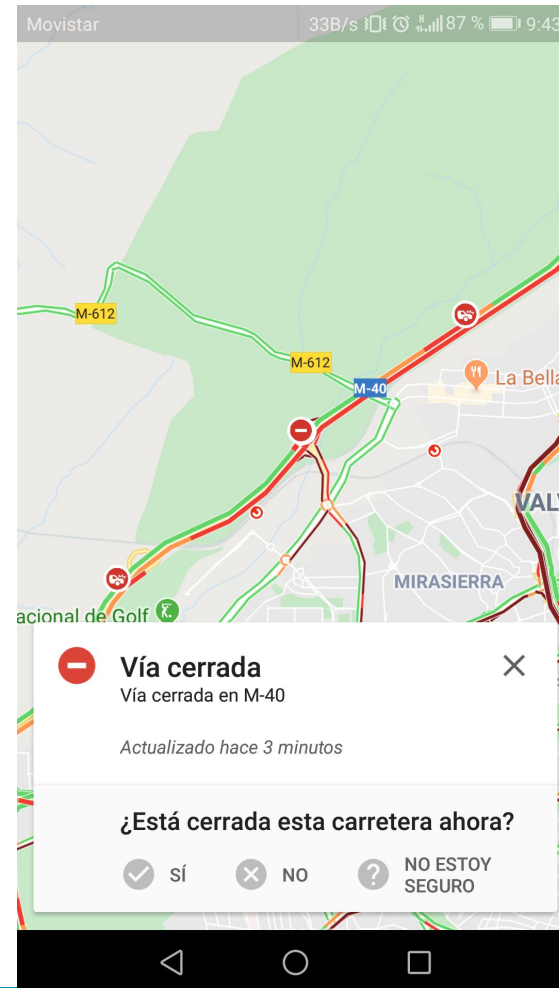 Movistar
33B/s 87 % 9:43
M-612
M-612
La Bella
M-40
MIRASIERRA
acional de Golf
Vía cerrada
Vía cerrada en M-40
Actualizado hace 3 minutos
¿Está cerrada esta carretera ahora?
SÍ
NO
NO ESTOY
SEGURO